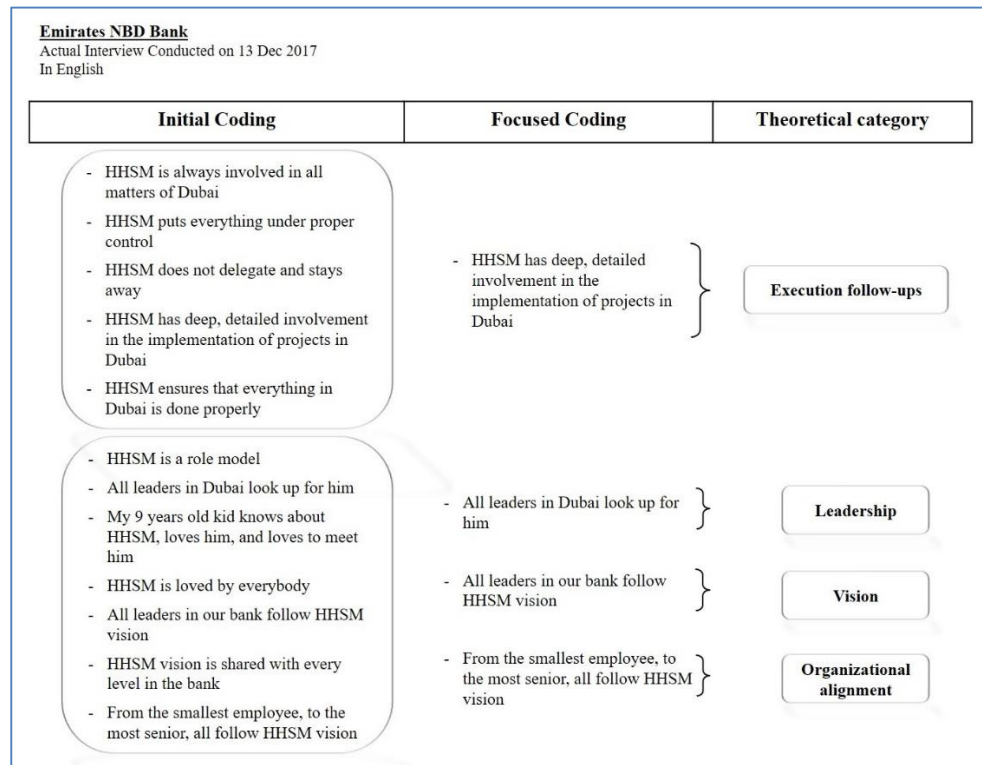 Emirates NBD Bank
Actual Interview Conducted on 13 Dec 2017
In English
Initial Coding
Focused Coding
Theoretical category
- HHSM is always involved in all
matters of Dubai
- HHSM puts everything under proper
control
- HHSM does not delegate and stays
away
- HHSM has deep, detailed involvement
in the implementation of projects in
Dubai
- HHSM ensures that everything in
Dubai is done properly
- HHSM has deep, detailed
involvement in the
implementation of projects in
Dubai
Execution follow-ups
- HHSM is a role model
- All leaders in Dubai look up for him
- My 9 years old kid knows about
HHSM, loves him, and loves to meet
him
- HHSM is loved by everybody
- All leaders in our bank follow HHSM
vision
- HHSM vision is shared with every
level in the bank
- From the smallest employee, to the
most senior, all follow HHSM vision
- All leaders in Dubai look up for
him
Leadership
- All leaders in our bank follow
HHSM vision
Vision
- From the smallest employee, to
the most senior, all follow HHSM
vision
Organizational
alignment